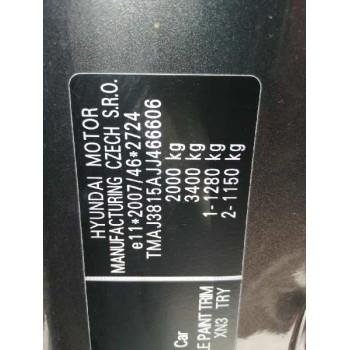 HYUNDAI MOTOR
MANUFACTURING CZECH S.R.O.
e11*2007/46*2724
TMAJ3815AJJ466606
2000 kg
3400 kg
1-1280 kg
2-1150 kg
Car
LE PAINT TRIM
XN3 TRY